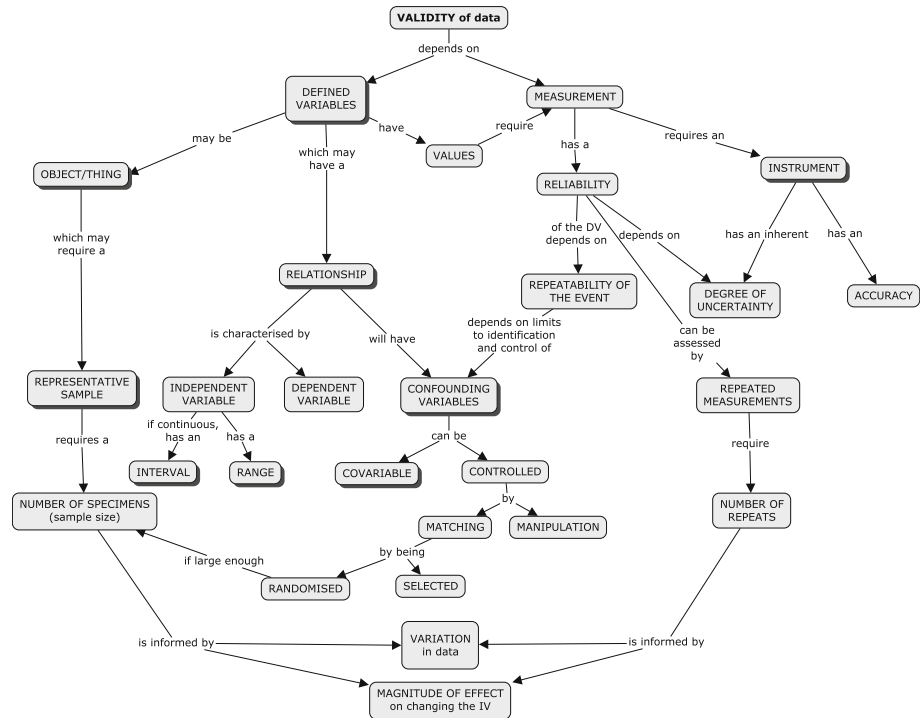 VALIDITY of data
depends on
DEFINED
VARIABLES
MEASUREMENT
have
require
VALUES
may be
which may
have a
has a
requires an
OBJECT/THING
RELIABILITY
INSTRUMENT
which may
require a
of the DV
depends on
depends on
has an inherent
has an
RELATIONSHIP
REPEATABILITY OF
THE EVENT
DEGREE OF
UNCERTAINTY
ACCURACY
is characterised by
will have
depends on limits
to identification
and control of
can be
assessed
by
REPRESENTATIVE
SAMPLE
INDEPENDENT
VARIABLE
DEPENDENT
VARIABLE
CONFOUNDING
VARIABLES
REPEATED
MEASUREMENTS
requires a
if continuous,
has an
has a
can be
require
INTERVAL
RANGE
COVARIABLE
CONTROLLED
by
NUMBER OF SPECIMENS
(sample size)
MATCHING
MANIPULATION
NUMBER OF
REPEATS
if large enough
by being
RANDOMISED
SELECTED
is informed by
VARIATION
in data
is informed by
MAGNITUDE OF EFFECT
on changing the IV